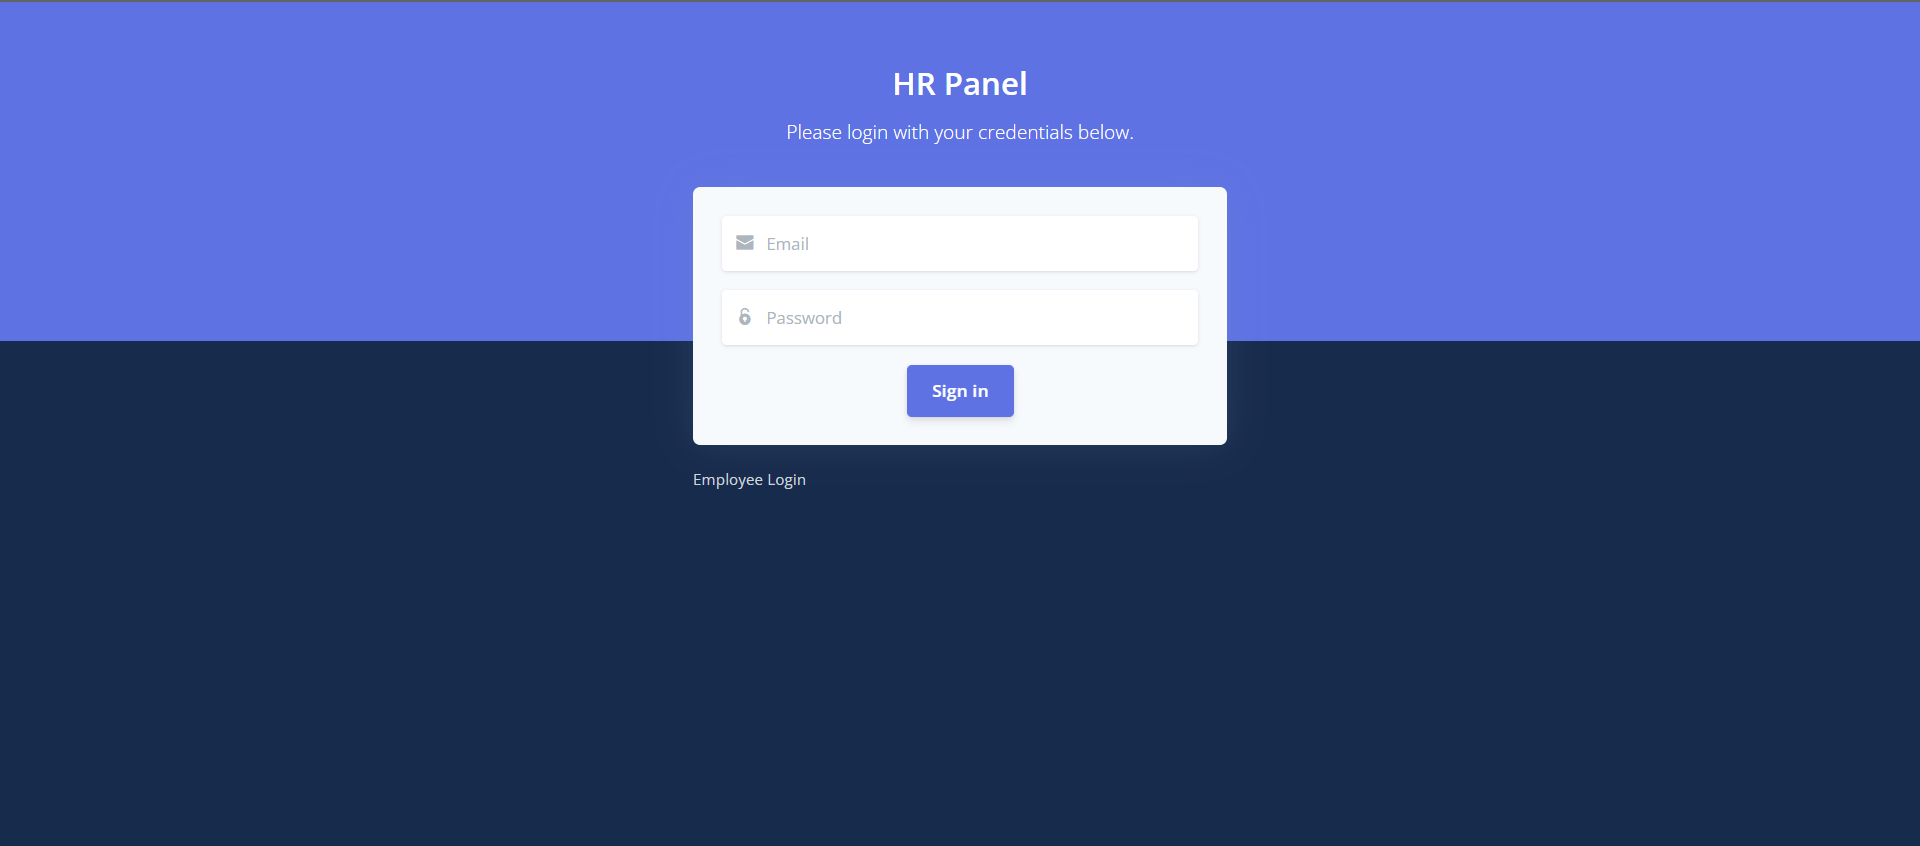 HR Panel
Please login with your credentials below.
Email
Password
Sign in
Employee Login